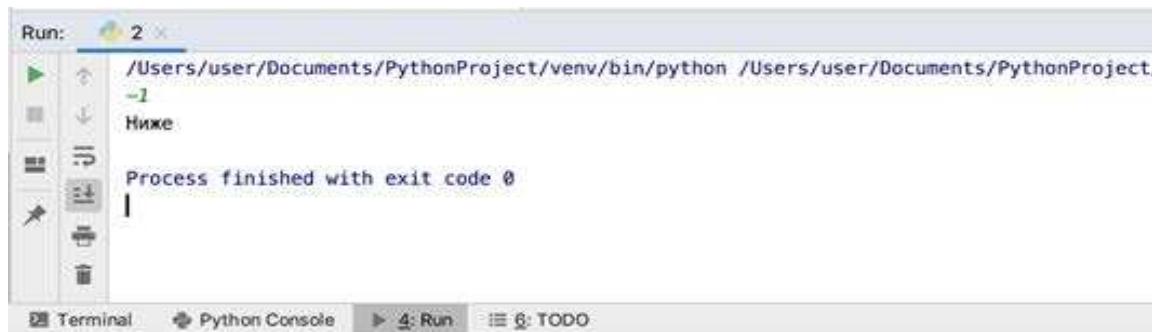 Run: 2 ×
/Users/user/Documents/PythonProject/venv/bin/python /Users/user/Documents/PythonProject/
-1
Ниже
Process finished with exit code 0
Terminal Python Console 4: Run 6: TODO